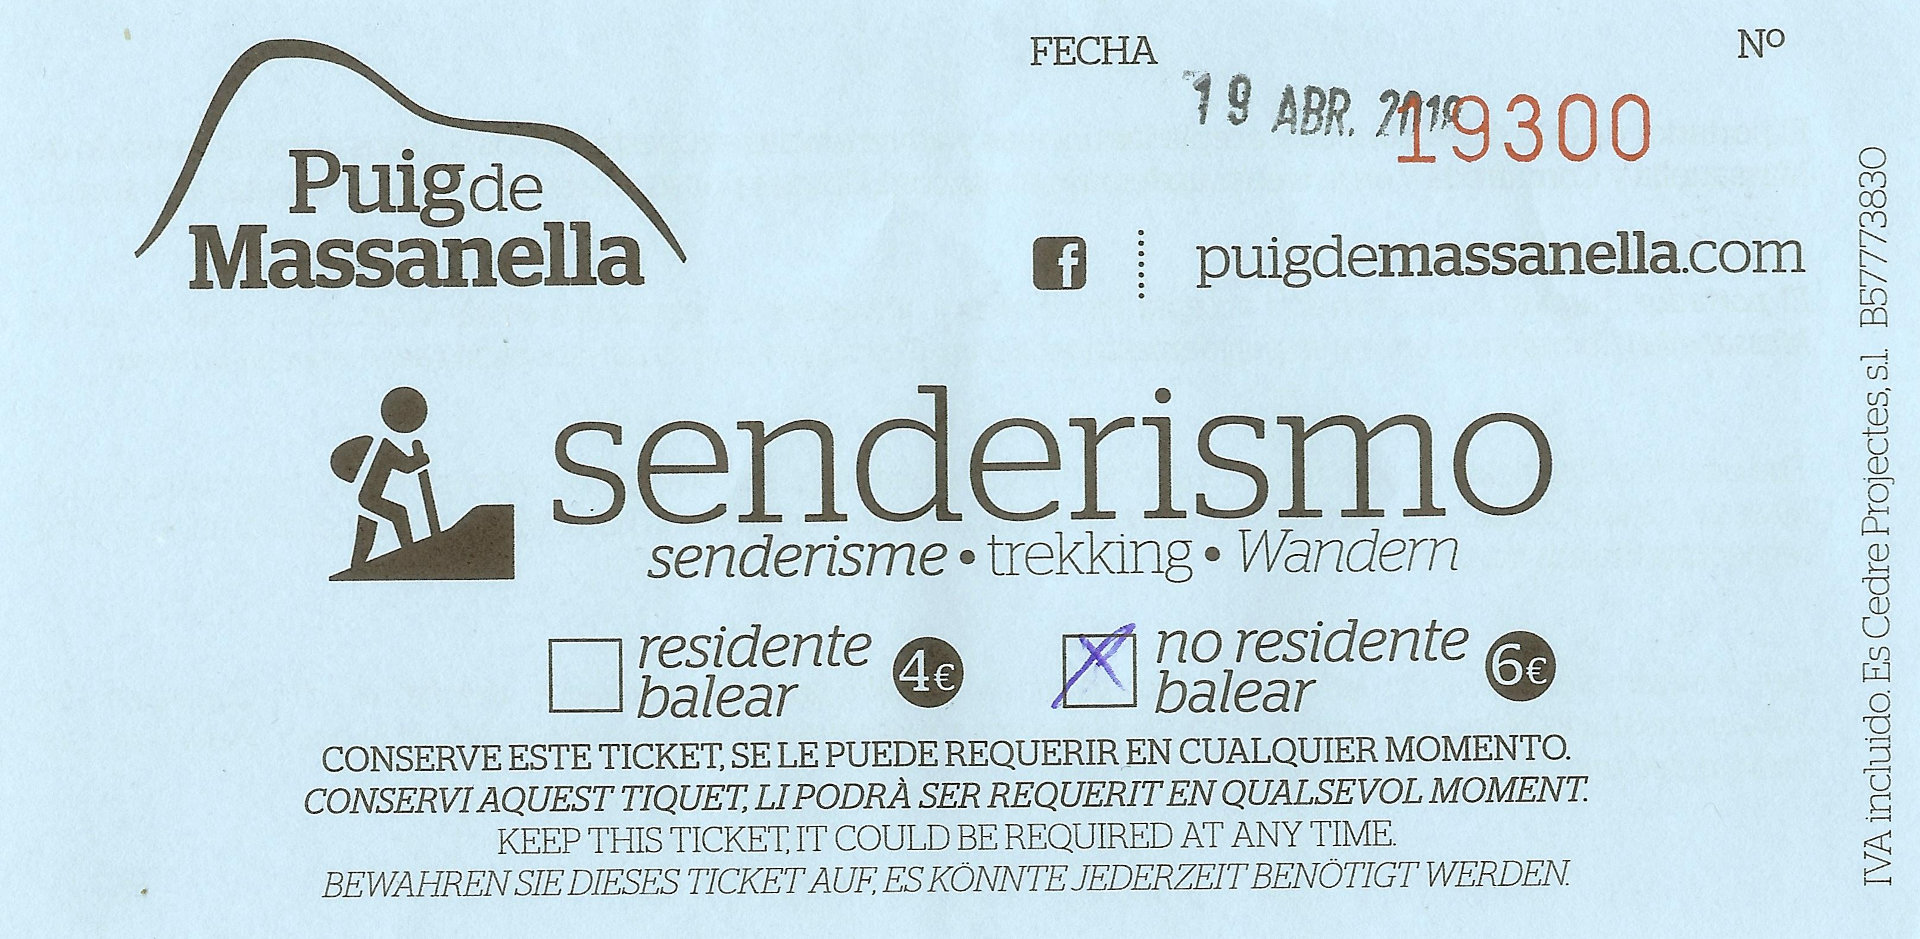 Puig de
Massanella
FECHA
Nº
19 ABR.
19300
f
puigdemassanella.com
senderismo
senderisme • trekking • Wandern
residente
balear
4€
X
no residente
balear
6€
CONSERVE ESTE TICKET, SE LE PUEDE REQUERIR EN CUALQUIER MOMENTO.
CONSERVI AQUEST TIQUET, LI PODRÀ SER REQUERIT EN QUALSEVOL MOMENT.
KEEP THIS TICKET, IT COULD BE REQUIRED AT ANY TIME.
BEWAHREN SIE DIESES TICKET AUF, ES KÖNNTE JEDERZEIT BENÖTIGT WERDEN.
IVA incluido. Es Cedre Projectes, s.l. B57773830